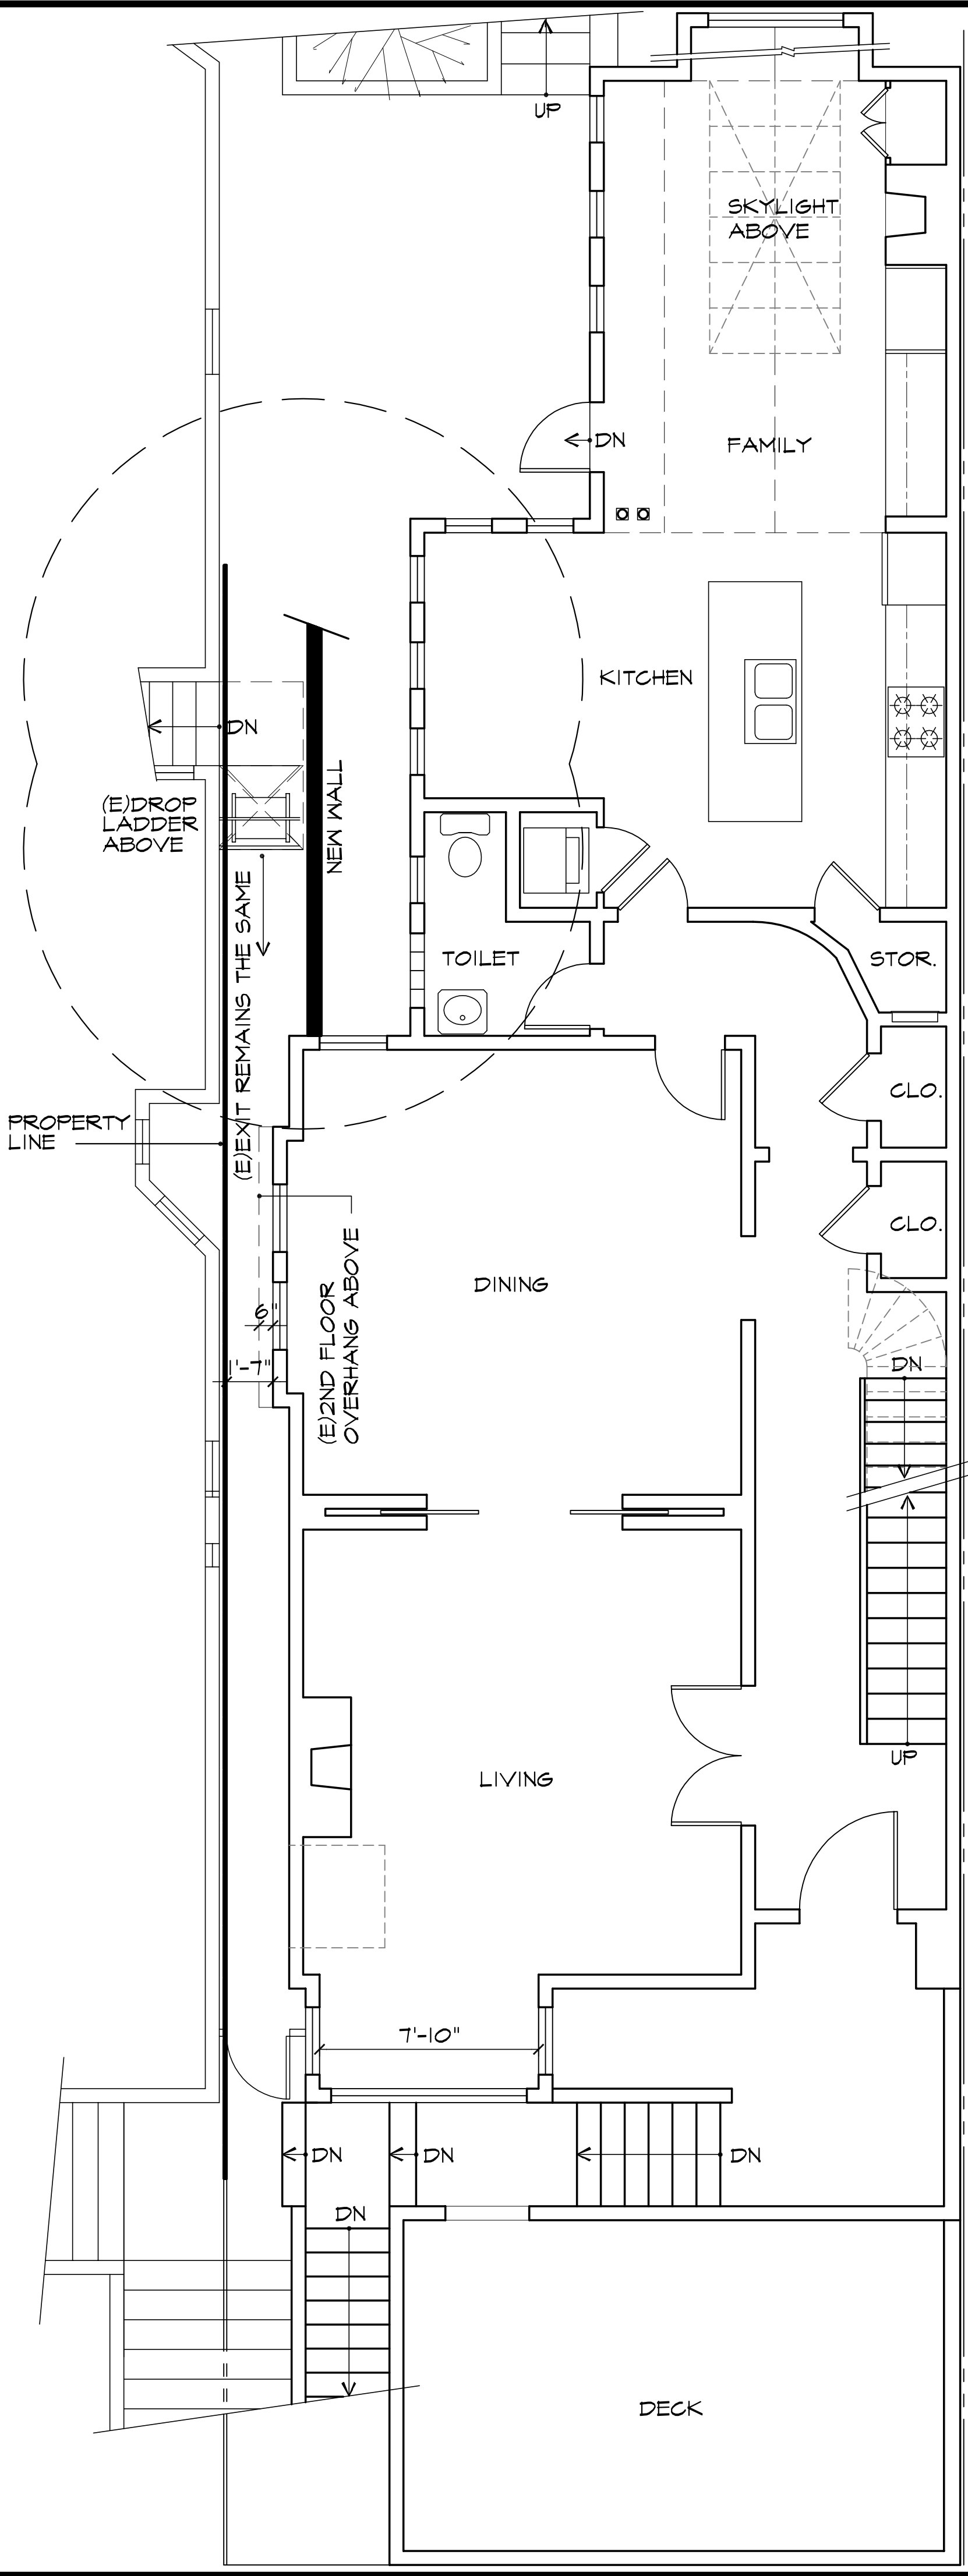 UP
SKYLIGHT
ABOVE
DN
FAMILY
KITCHEN
DN
(E)DROP
LADDER
ABOVE
NEW WALL
(E)EXIT REMAINS THE SAME
TOILET
STOR.
CLO.
PROPERTY
LINE
CLO.
DINING
6"
(E)2ND FLOOR
OVERHANG ABOVE
1'-7"
DN
UP
LIVING
7'-10"
DN
DN
DN
DN
DECK